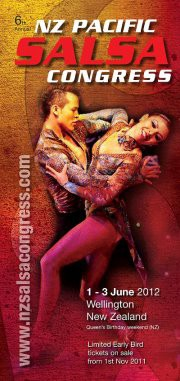 6th
Annual
NZ PACIFIC
SALSA
CONGRESS
www.nzsalsacongress.com
1 - 3 June 2012
Wellington
New Zealand
Queen's Birthday weekend (NZ)
Limited Early Bird
tickets on sale
from 1st Nov 2011